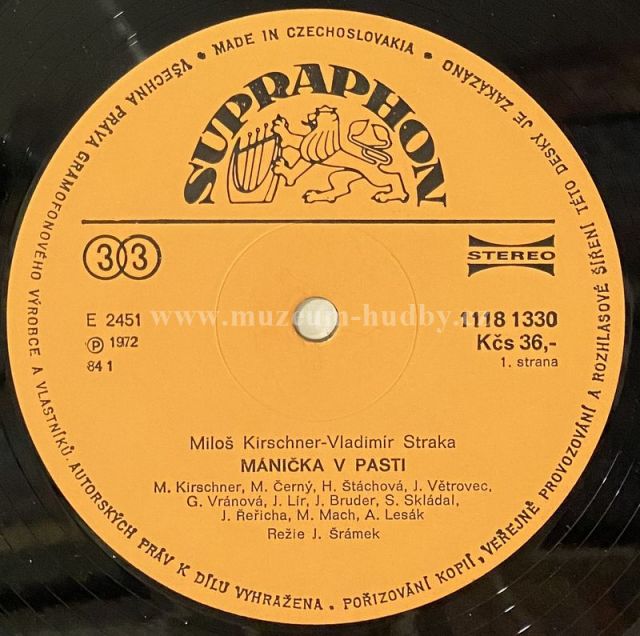 VŠECHNA PRÁVA GRAMOFONOVÉHO VÝROBCE A VLASTNÍKŮ. AUTORSKÝCH PRÁV K DÍLU VYHRAŽENA. • POŘIZOVÁNÍ KOPIÍ, VEŘEJNÉ PROVOZOVÁNÍ A ROZHLASOVÉ ŠÍŘENÍ TÉTO DESKY JE ZAKÁZÁNO • MADE IN CZECHOSLOVAKIA •
SUPRAPHON
33
STEREO
E 2451
℗ 1972
84 1
1118 1330
Kčs 36,-
1. strana
www.muzeum-hudby.
Miloš Kirschner-Vladimír Straka
MÁNIČKA V PASTI
M. Kirschner, M. Černý, H. Štáchová, J. Větrovec,
G. Vránová, J. Lír, J. Bruder, S. Skládal,
J. Řeřicha, M. Mach, A. Lesák
Režie J. Šrámek